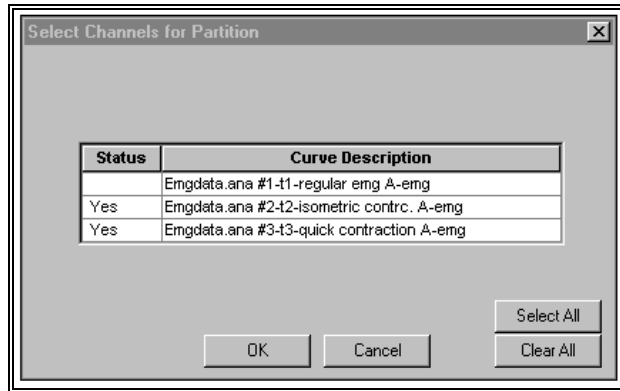 Select Channels for Partition
Status Curve Description
Emgdata.ana #1-t1-regular emg A-emg
Yes Emgdata.ana #2-t2-isometric contrc. A-emg
Yes Emgdata.ana #3-t3-quick contraction A-emg
Select All
OK Cancel Clear All